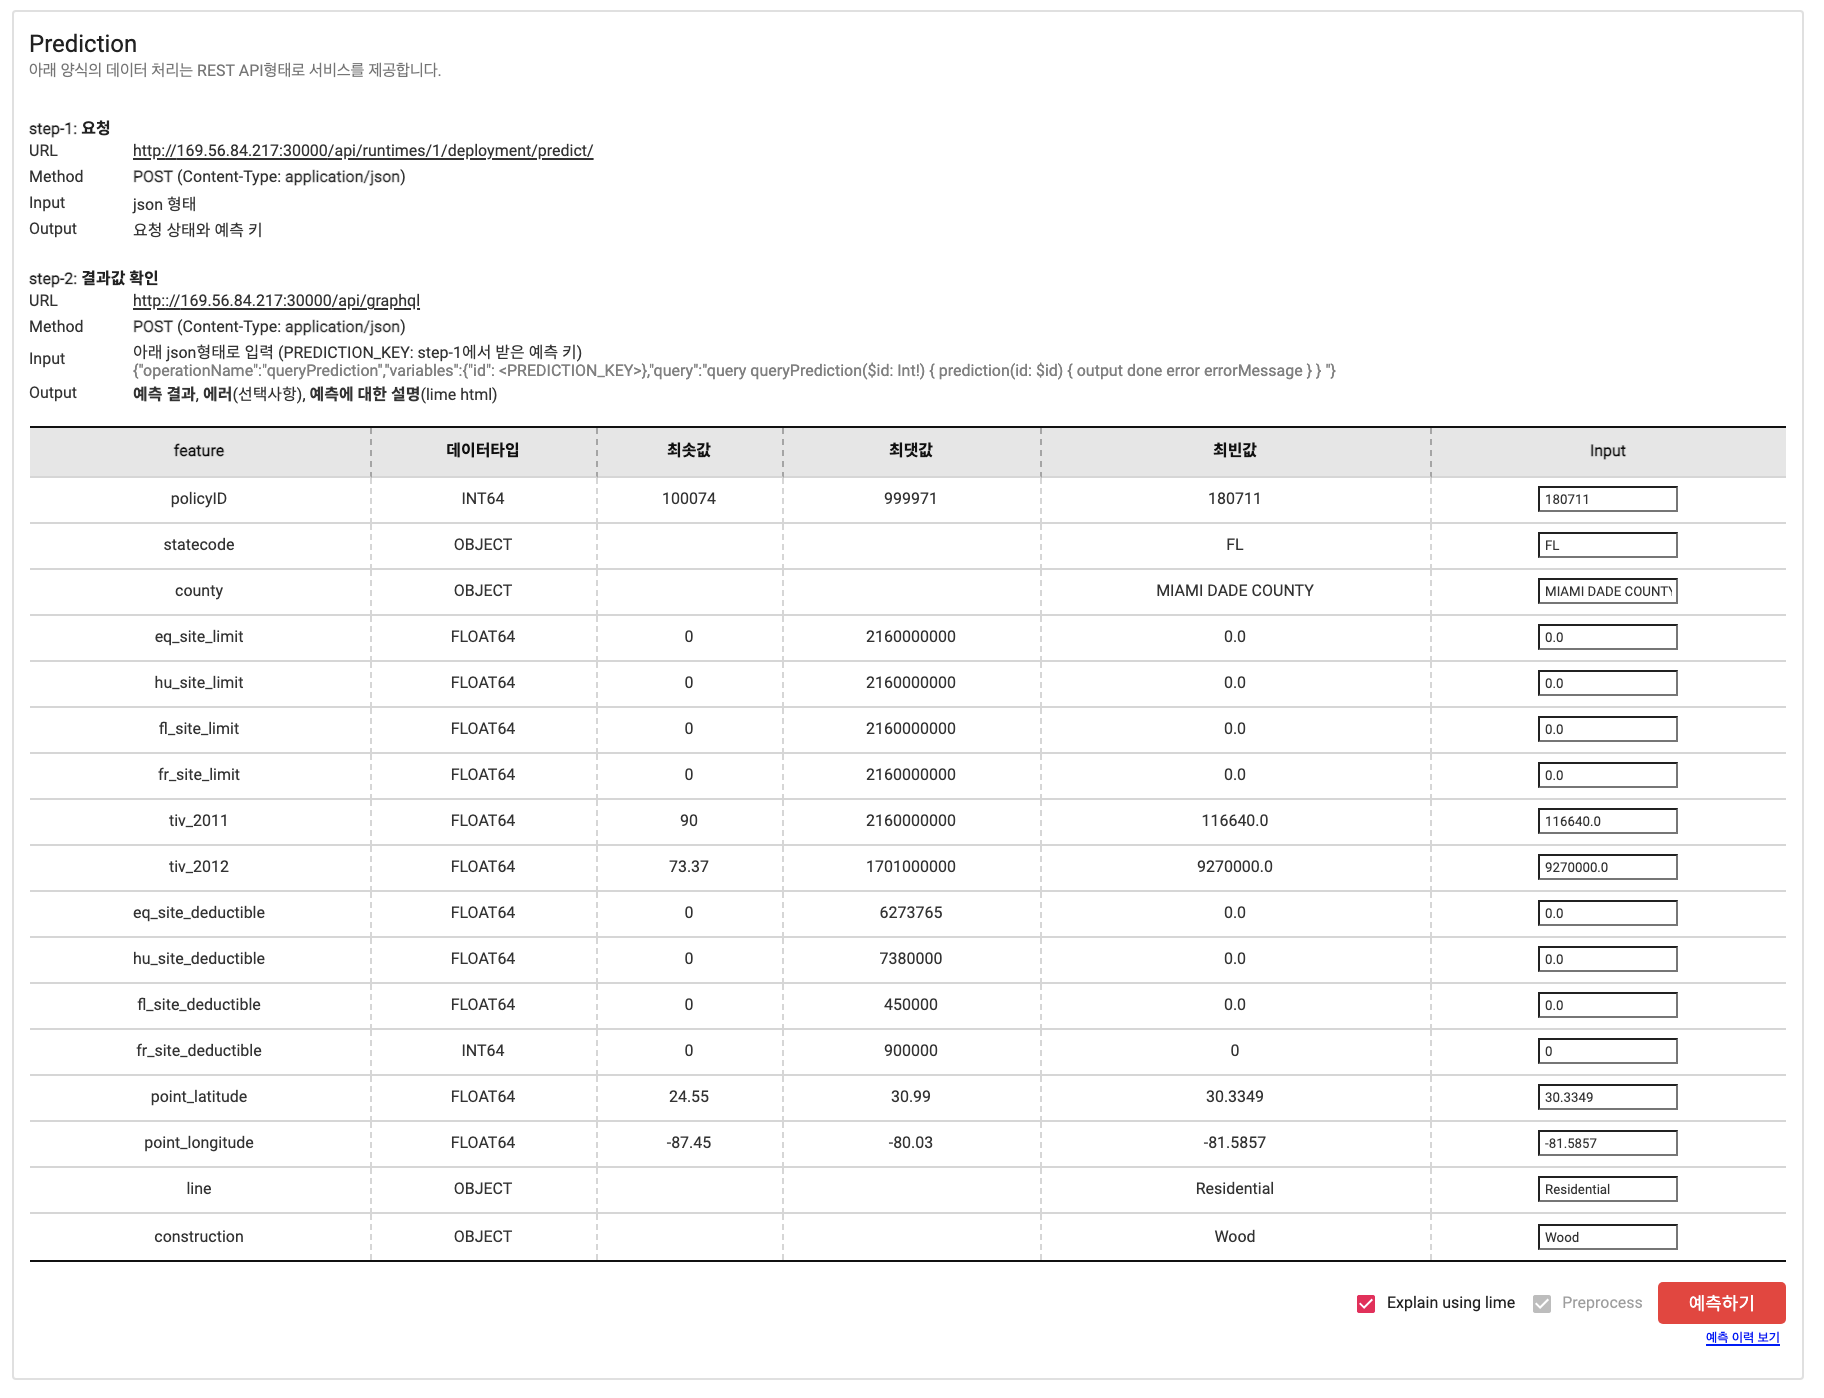 Prediction
아래 양식의 데이터 처리는 REST API형태로 서비스를 제공합니다.
step-1: 요청
URL http://169.56.84.217:30000/api/runtimes/1/deployment/predict/
Method POST (Content-Type: application/json)
Input json 형태
Output 요청 상태와 예측 키
step-2: 결과값 확인
URL http:://169.56.84.217:30000/api/graphql
Method POST (Content-Type: application/json)
Input 아래 json형태로 입력 (PREDICTION_KEY: step-1에서 받은 예측 키)
{"operationName":"queryPrediction","variables":{"id": <PREDICTION_KEY>},"query":"query queryPrediction($id: Int!) { prediction(id: $id) { output done error errorMessage } } "}
Output 예측 결과, 에러(선택사항), 예측에 대한 설명(lime html)
feature 데이터타입 최솟값 최댓값 최빈값 Input
policyID INT64 100074 999971 180711 180711
statecode OBJECT FL FL
county OBJECT MIAMI DADE COUNTY MIAMI DADE COUNTY
eq_site_limit FLOAT64 0 2160000000 0.0 0.0
hu_site_limit FLOAT64 0 2160000000 0.0 0.0
fl_site_limit FLOAT64 0 2160000000 0.0 0.0
fr_site_limit FLOAT64 0 2160000000 0.0 0.0
tiv_2011 FLOAT64 90 2160000000 116640.0 116640.0
tiv_2012 FLOAT64 73.37 1701000000 9270000.0 9270000.0
eq_site_deductible FLOAT64 0 6273765 0.0 0.0
hu_site_deductible FLOAT64 0 7380000 0.0 0.0
fl_site_deductible FLOAT64 0 450000 0.0 0.0
fr_site_deductible INT64 0 900000 0 0
point_latitude FLOAT64 24.55 30.99 30.3349 30.3349
point_longitude FLOAT64 -87.45 -80.03 -81.5857 -81.5857
line OBJECT Residential Residential
construction OBJECT Wood Wood
Explain using lime Preprocess 예측하기
예측 이력 보기